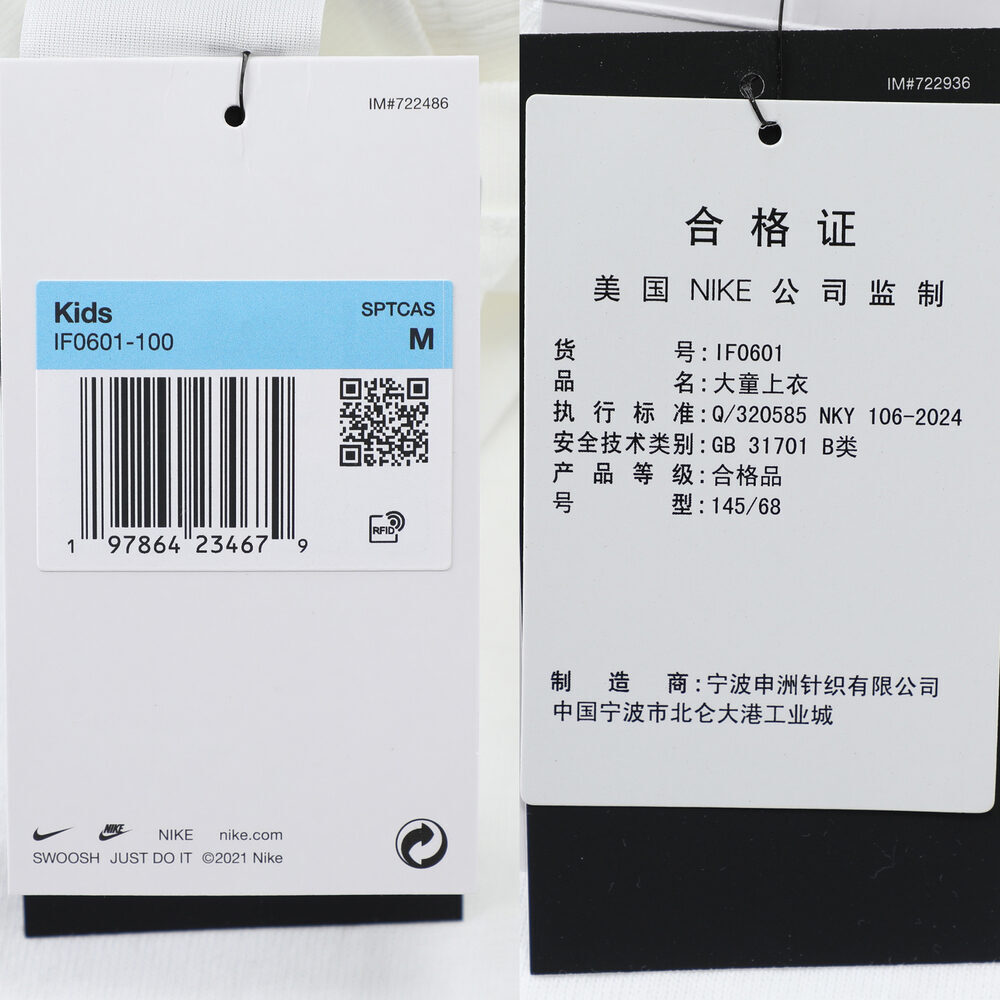 IM#722486
Kids
SPTCAS
IF0601-100
M
1 97864 23467 9
RFID
NIKE
NIKE nike.com
SWOOSH JUST DO IT ©2021 Nike
IM#722936
合格证
美国NIKE公司监制
货号:IF0601
品名:大童上衣
执行标准:Q/320585 NKY 106-2024
安全技术类别:GB 31701 B类
产品等级:合格品
号型:145/68
制造商:宁波申洲针织有限公司
中国宁波市北仑大港工业城